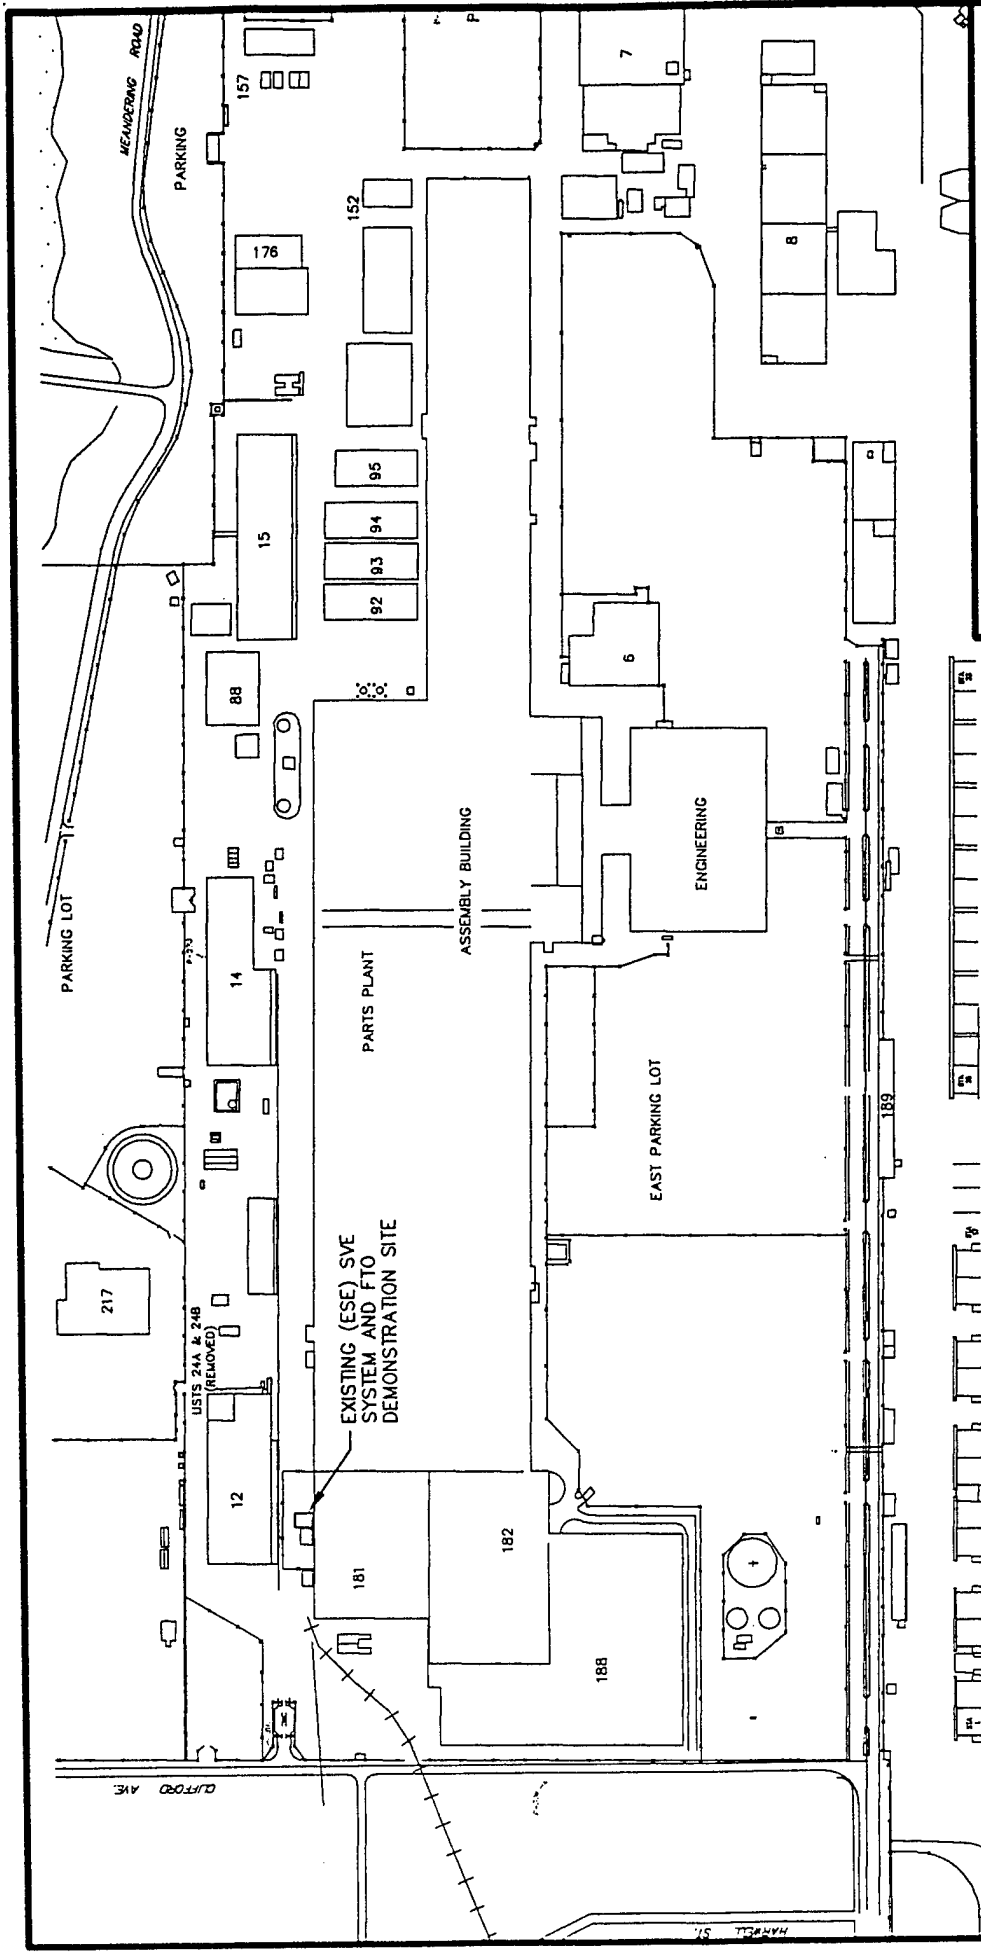 MEANDERING ROAD
PARKING
157
7
152
176
8
15
95
94
93
92
88
6
PARKING LOT
14
PARTS PLANT
ASSEMBLY BUILDING
ENGINEERING
EAST PARKING LOT
189
217
USTS 24A & 24B
(REMOVED)
EXISTING (ESE) SVE
SYSTEM AND FTO
DEMONSTRATION SITE
12
181
182
188
CLIFFORD AVE.